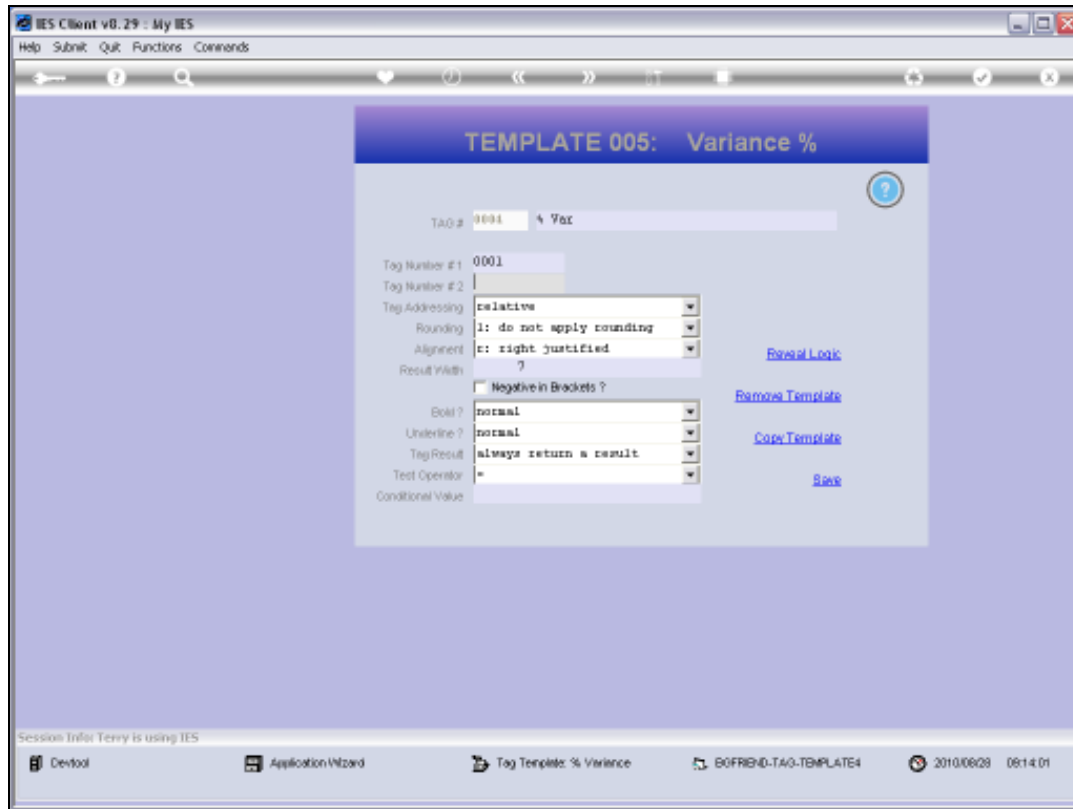 IES Client v8.29 : My IES
Help Submit Quit Functions Commands
TEMPLATE 005: Variance %
TAG # 0004 % Var
Tag Number # 1 0001
Tag Number # 2
Tag Addressing relative
Rounding 1: do not apply rounding
Alignment r: right justified
Reveal Logic
Result Width 7
Negative in Brackets ?
Remove Template
Bold ? normal
Underline ? normal
Copy Template
Tag Result always return a result
Test Operator =
Save
Conditional Value
Session Info: Terry is using IES
Devtool Application Wizard Tag Template: % Variance BGFRIEND-TAG-TEMPLATE4 2010/08/28 09:14:01